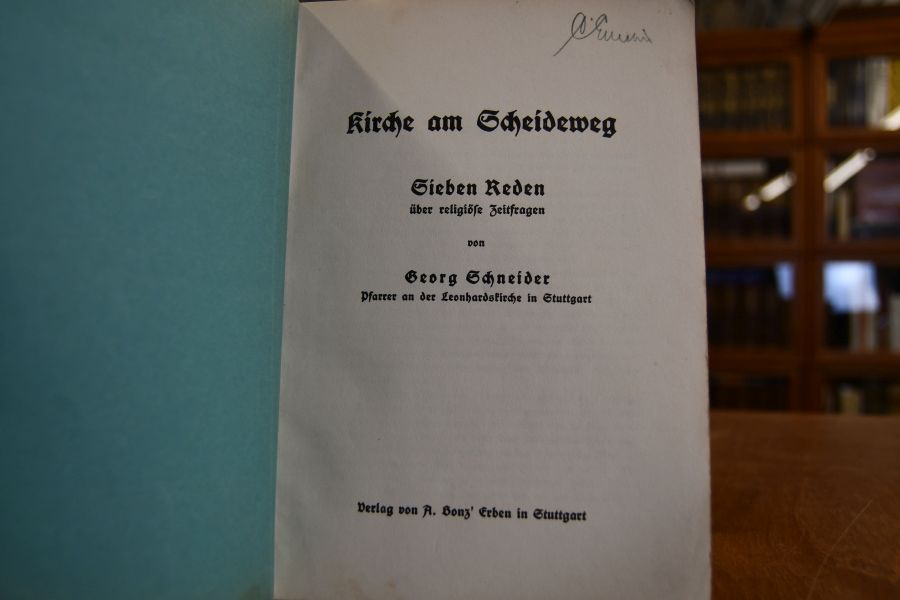 Kirche am Scheideweg
Sieben Reden
über religiöse Zeitfragen
von
Georg Schneider
Pfarrer an der Leonhardskirche in Stuttgart
Verlag von A. Bonz' Erben in Stuttgart